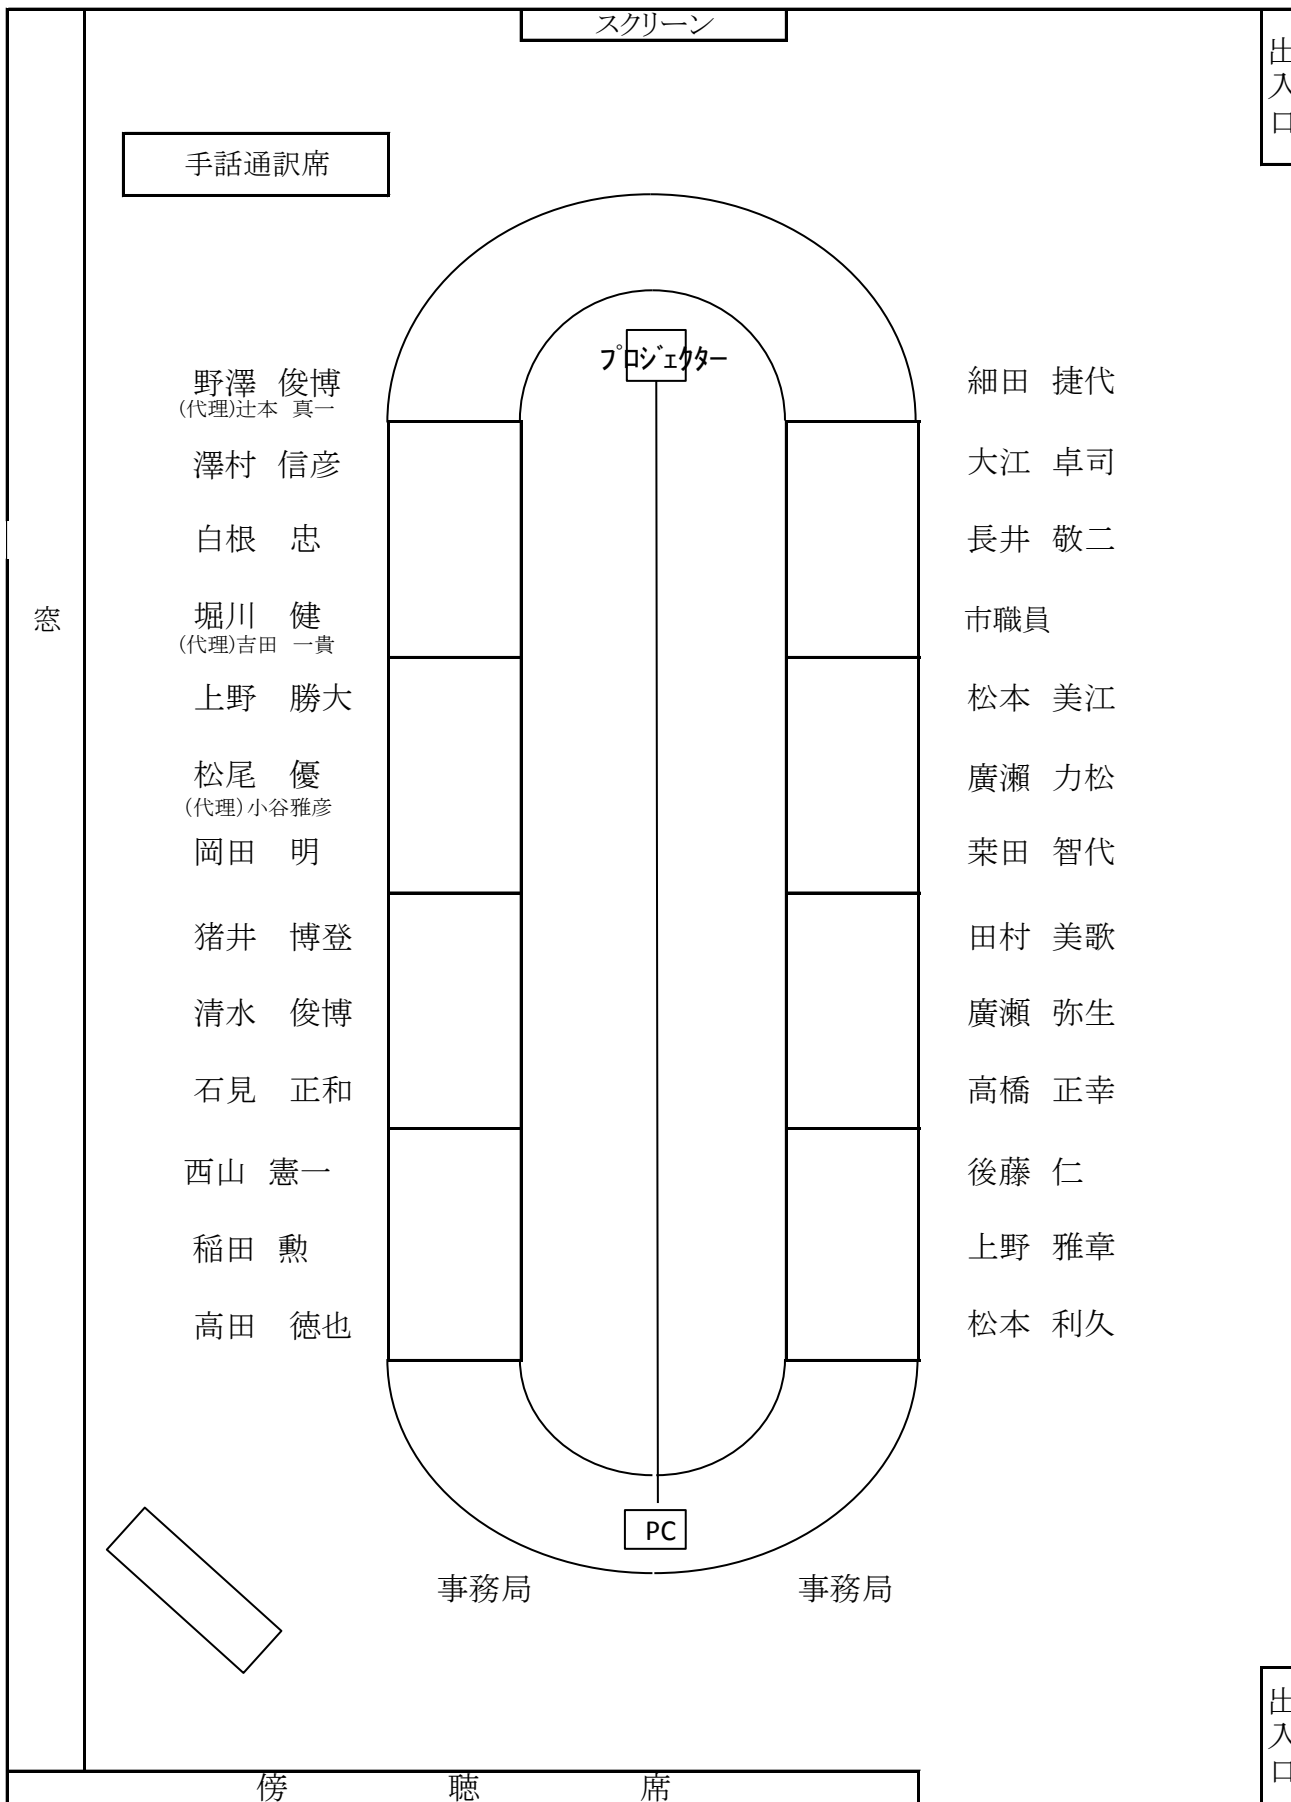 スクリーン
出入口
手話通訳席
プロジェクター
野澤 俊博
(代理)辻本 真一
澤村 信彦
白根 忠
堀川 健
(代理)吉田 一貴
上野 勝大
松尾 優
(代理)小谷雅彦
岡田 明
猪井 博登
清水 俊博
石見 正和
西山 憲一
稲田 勲
高田 徳也
細田 捷代
大江 卓司
長井 敬二
市職員
松本 美江
廣瀨 力松
桒田 智代
田村 美歌
廣瀬 弥生
高橋 正幸
後藤 仁
上野 雅章
松本 利久
窓
PC
事務局 事務局
出入口
傍 聴 席